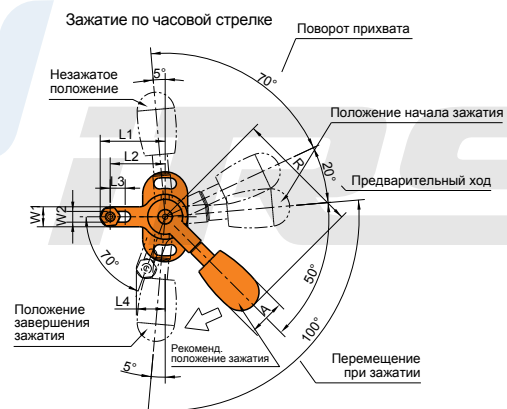 Зажатие по часовой стрелке
Поворот прихвата
Незажатое
положение
5°
70°
L1
L2
L3
Положение начала зажатия
R
20°
Предварительный ход
W1
W2
70°
50°
100°
L4
A
Положение
завершения
зажатия
Рекоменд.
положение зажатия
5°
Перемещение
при зажатии